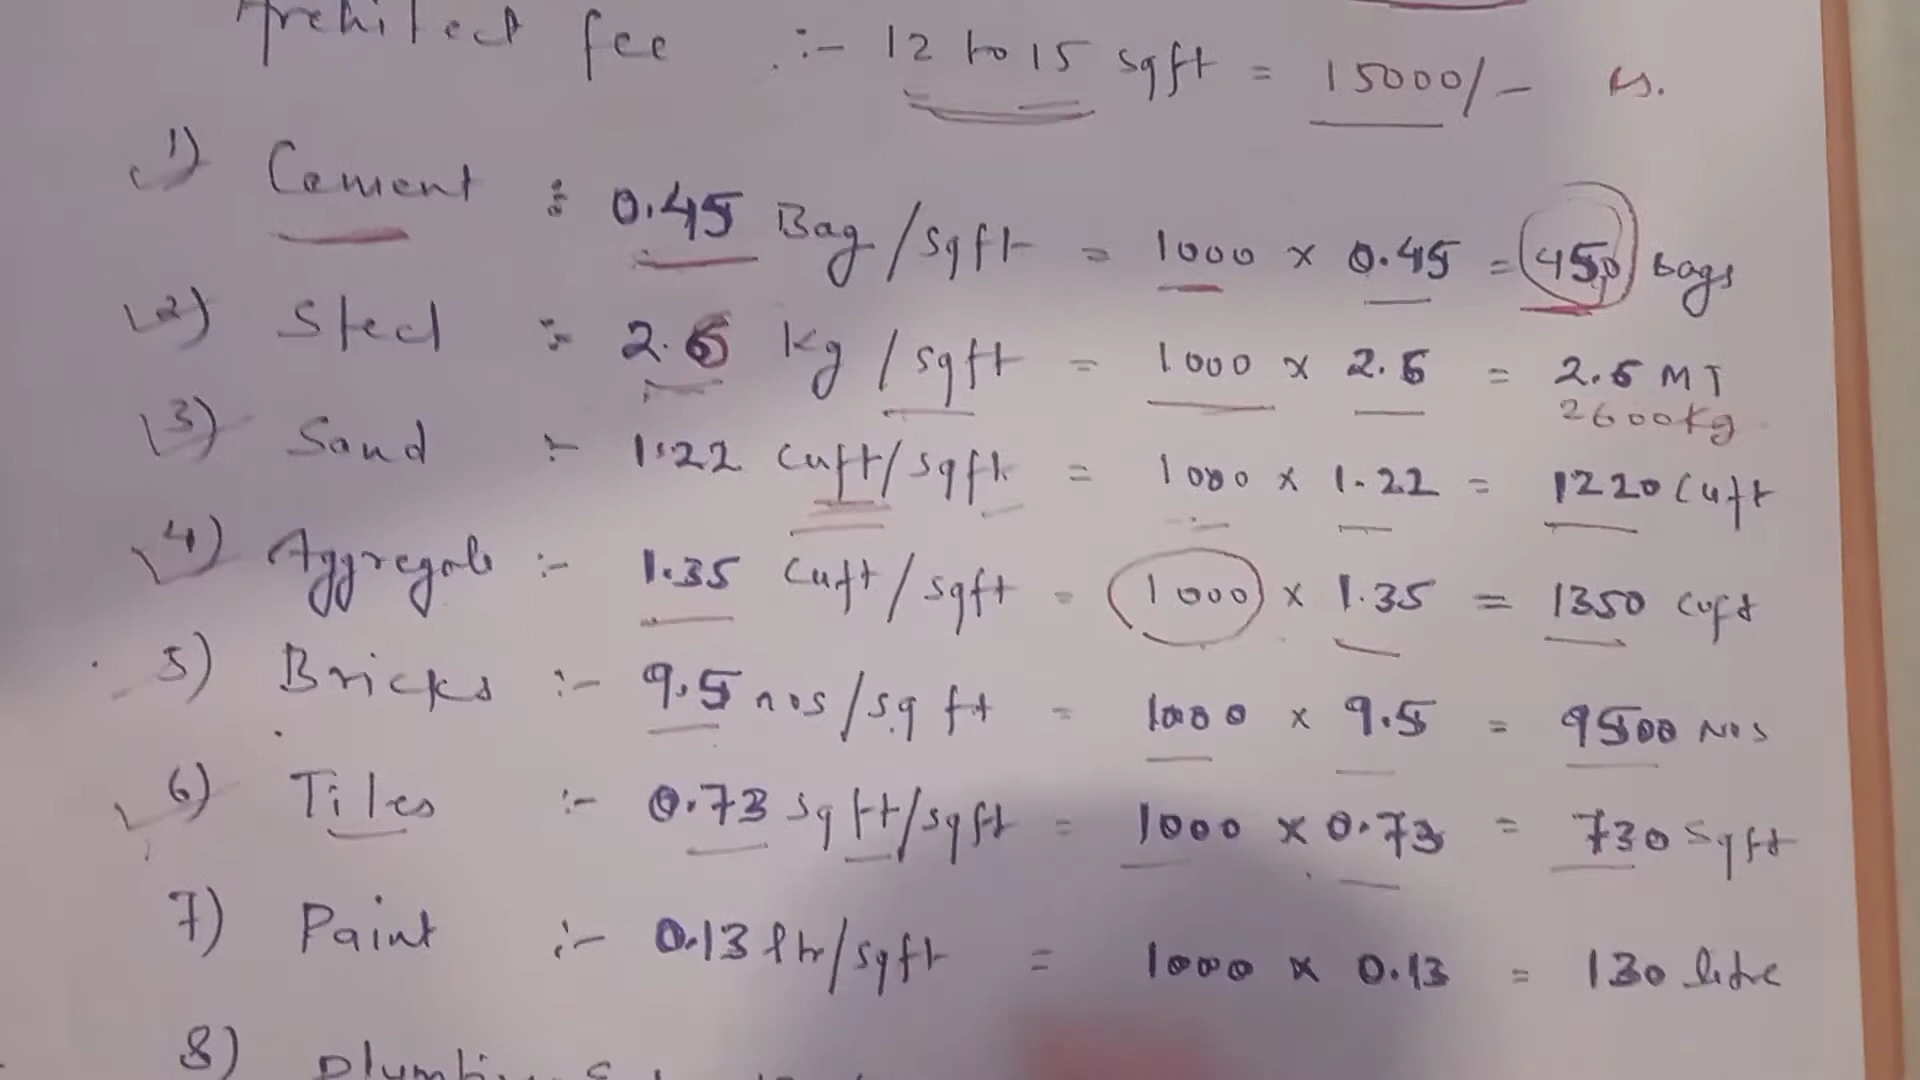 Architect fee :- 12 to 15 sqft = 15000/- Rs.
1) Cement : 0.45 Bag/sqft = 1000 x 0.45 = 450 bags
2) Steel :- 2.6 kg/sqft = 1000 x 2.6 = 2.6 MT
2600kg
3) Sand :- 1.22 cuft/sqft = 1000 x 1.22 = 1220 cuft
4) Aggregate :- 1.35 cuft/sqft = 1000 x 1.35 = 1350 cuft
5) Bricks :- 9.5 nos/sq ft = 1000 x 9.5 = 9500 Nos
6) Tiles :- 0.73 sqft/sqft = 1000 x 0.73 = 730 sqft
7) Paint :- 0.13 ltr/sqft = 1000 x 0.13 = 130 litre
8)